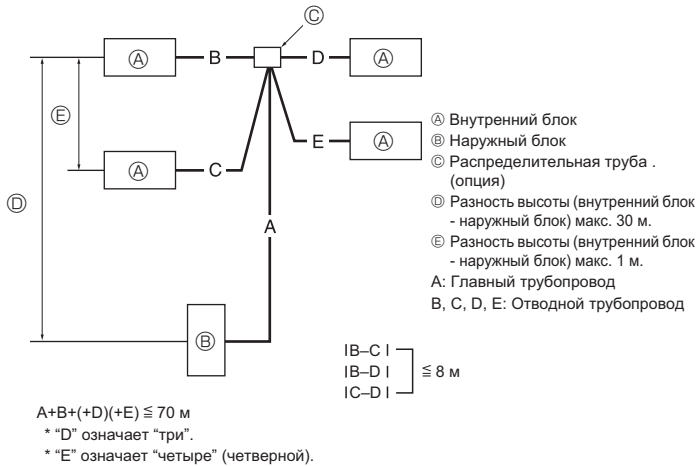 Ⓒ
Ⓐ B D Ⓐ
Ⓔ
Ⓐ C E Ⓐ
Ⓓ
A
Ⓑ
Ⓐ Внутренний блок
Ⓑ Наружный блок
Ⓒ Распределительная труба .
(опция)
Ⓓ Разность высоты (внутренний блок
- наружный блок) макс. 30 м.
Ⓔ Разность высоты (внутренний блок
- наружный блок) макс. 1 м.
A: Главный трубопровод
B, C, D, E: Отводной трубопровод
IB–C I
IB–D I ≦ 8 м
IC–D I
A+B+(+D)(+E) ≦ 70 м
* “D” означает “три”.
* “E” означает “четыре” (четверной).